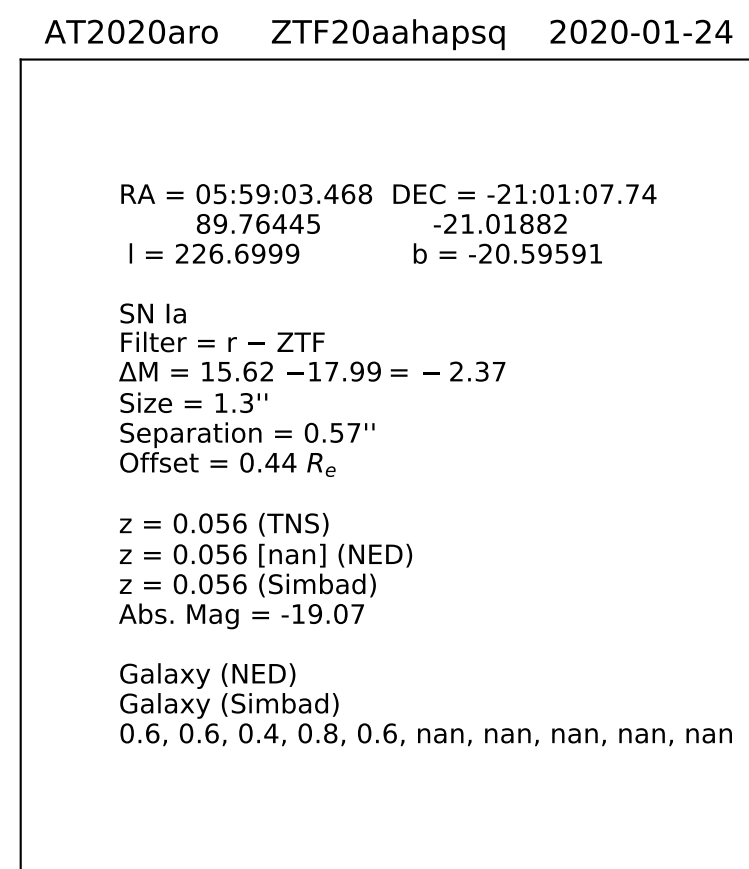 AT2020aro ZTF20aahapsq 2020-01-24
RA = 05:59:03.468 DEC = -21:01:07.74
89.76445 -21.01882
l = 226.6999 b = -20.59591
SN Ia
Filter = r − ZTF
ΔM = 15.62 −17.99 = − 2.37
Size = 1.3''
Separation = 0.57''
Offset = 0.44 Rₑ
z = 0.056 (TNS)
z = 0.056 [nan] (NED)
z = 0.056 (Simbad)
Abs. Mag = -19.07
Galaxy (NED)
Galaxy (Simbad)
0.6, 0.6, 0.4, 0.8, 0.6, nan, nan, nan, nan, nan